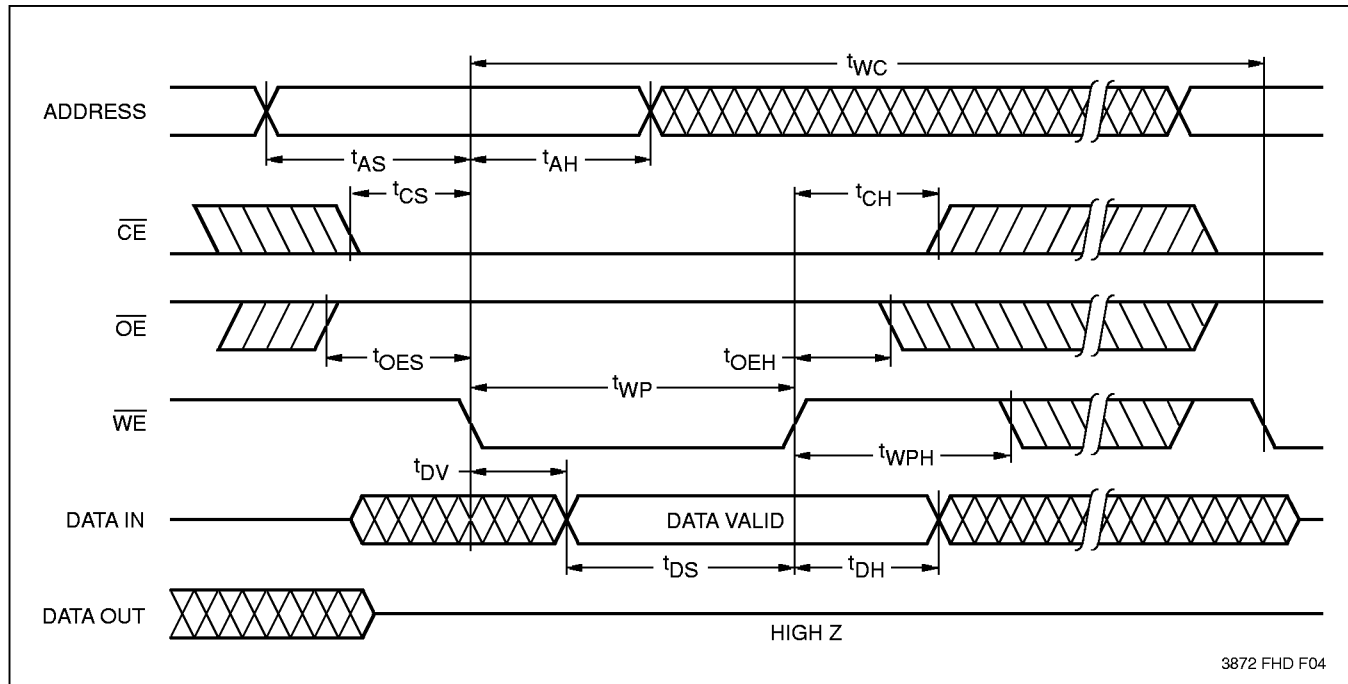 tWC
ADDRESS
tAS
tAH
tCS
tCH
CE
OE
tOES
tOEH
tWP
WE
tWPH
tDV
DATA IN
DATA VALID
tDS
tDH
DATA OUT
HIGH Z
3872 FHD F04